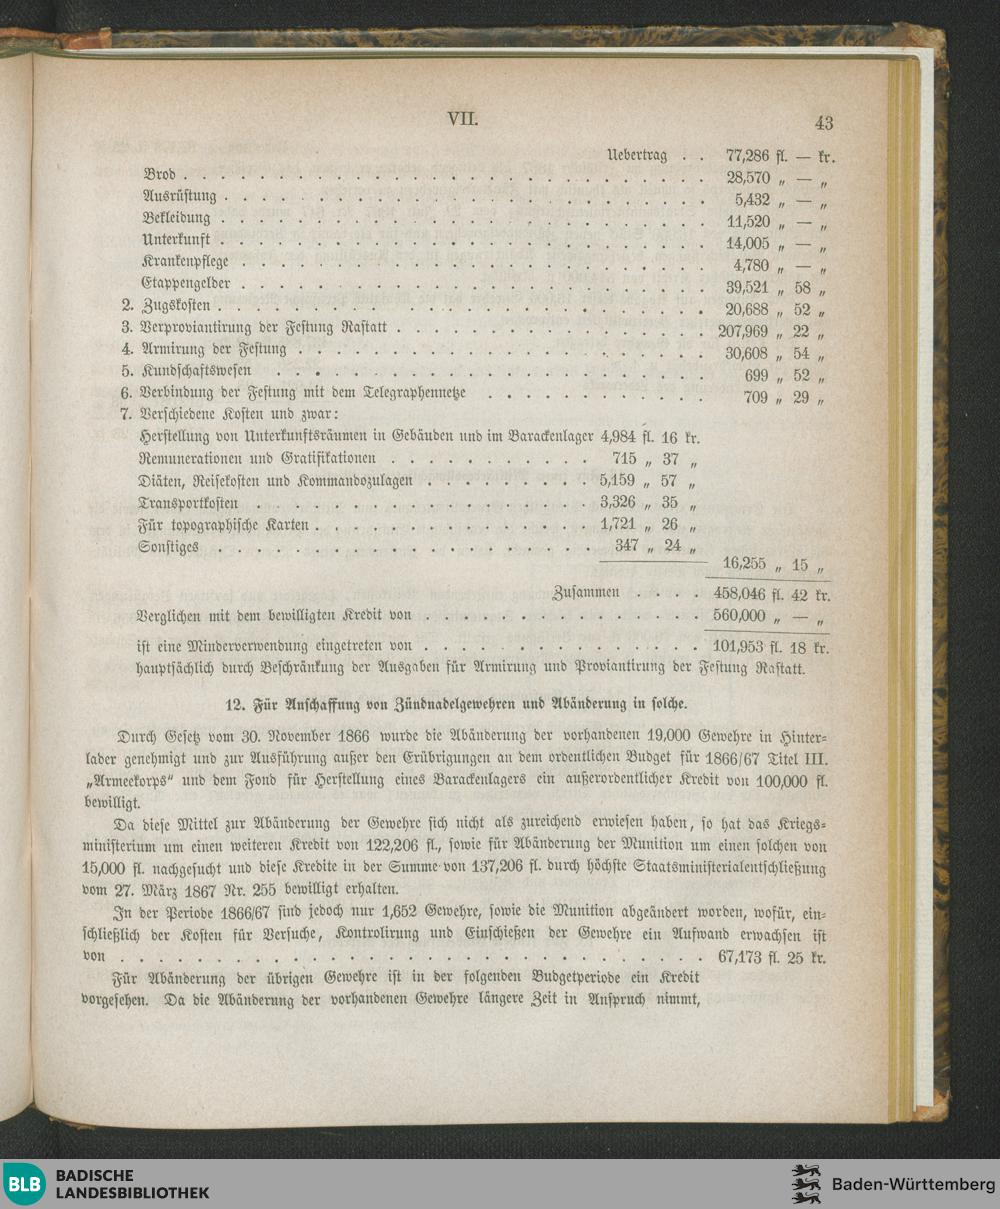 VII.
43
Uebertrag . . 77,286 fl. — kr.
Brod . . . . . . . . . . 28,570 „ — „
Ausrüstung . . . . . . . . . . 5,432 „ — „
Bekleidung . . . . . . . . . . 11,520 „ — „
Unterkunft . . . . . . . . . . 14,005 „ — „
Krankenpflege . . . . . . . . . . 4,780 „ — „
Etappengelder . . . . . . . . . . 39,521 „ 58 „
2. Zugskosten . . . . . . . . . . 20,688 „ 52 „
3. Verproviantirung der Festung Rastatt . . . . . . . . . . 207,969 „ 22 „
4. Armirung der Festung . . . . . . . . . . 30,608 „ 54 „
5. Kundschaftswesen . . . . . . . . . . 699 „ 52 „
6. Verbindung der Festung mit dem Telegraphennetze . . . . . . . . . . 709 „ 29 „
7. Verschiedene Kosten und zwar:
Herstellung von Unterkunftsräumen in Gebäuden und im Barackenlager 4,984 fl. 16 kr.
Remunerationen und Gratifikationen . . . . . . . . . . 715 „ 37 „
Diäten, Reisekosten und Kommandozulagen . . . . . . . . 5,159 „ 57 „
Transportkosten . . . . . . . . . . 3,326 „ 35 „
Für topographische Karten . . . . . . . . . . 1,721 „ 26 „
Sonstiges . . . . . . . . . . 347 „ 24 „
16,255 „ 15 „
Zusammen . . . . 458,046 fl. 42 kr.
Verglichen mit dem bewilligten Kredit von . . . . . . . . . . 560,000 „ — „
ist eine Minderverwendung eingetreten von . . . . . . . . . . 101,953 fl. 18 kr.
hauptsächlich durch Beschränkung der Ausgaben für Armirung und Proviantirung der Festung Rastatt.
12. Für Anschaffung von Zündnadelgewehren und Abänderung in solche.
Durch Gesetz vom 30. November 1866 wurde die Abänderung der vorhandenen 19,000 Gewehre in Hinter-
lader genehmigt und zur Ausführung außer den Erübrigungen an dem ordentlichen Budget für 1866/67 Titel III.
„Armeekorps“ und dem Fond für Herstellung eines Barackenlagers ein außerordentlicher Kredit von 100,000 fl.
bewilligt.
Da diese Mittel zur Abänderung der Gewehre sich nicht als zureichend erwiesen haben, so hat das Kriegs-
ministerium um einen weiteren Kredit von 122,206 fl., sowie für Abänderung der Munition um einen solchen von
15,000 fl. nachgesucht und diese Kredite in der Summe von 137,206 fl. durch höchste Staatsministerialentschließung
vom 27. März 1867 Nr. 255 bewilligt erhalten.
In der Periode 1866/67 sind jedoch nur 1,652 Gewehre, sowie die Munition abgeändert worden, wofür, ein-
schließlich der Kosten für Versuche, Kontrolirung und Einschießen der Gewehre ein Aufwand erwachsen ist
von . . . . . . . . . . 67,173 fl. 25 kr.
Für Abänderung der übrigen Gewehre ist in der folgenden Budgetperiode ein Kredit
vorgesehen. Da die Abänderung der vorhandenen Gewehre längere Zeit in Anspruch nimmt,
BLB BADISCHE
LANDESBIBLIOTHEK
Baden-Württemberg